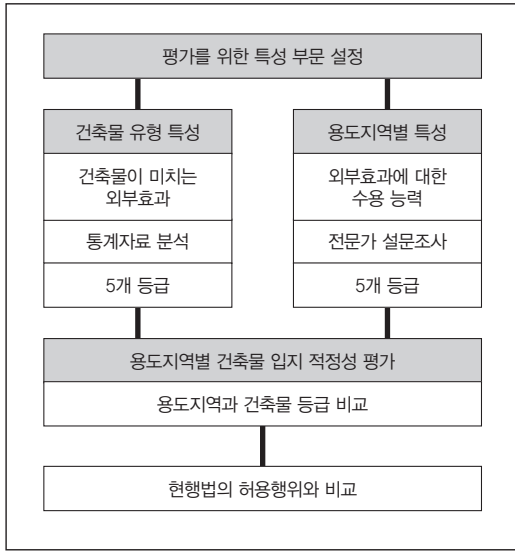 평가를 위한 특성 부문 설정
건축물 유형 특성
건축물이 미치는
외부효과
통계자료 분석
5개 등급
용도지역별 특성
외부효과에 대한
수용 능력
전문가 설문조사
5개 등급
용도지역별 건축물 입지 적정성 평가
용도지역과 건축물 등급 비교
현행법의 허용행위와 비교